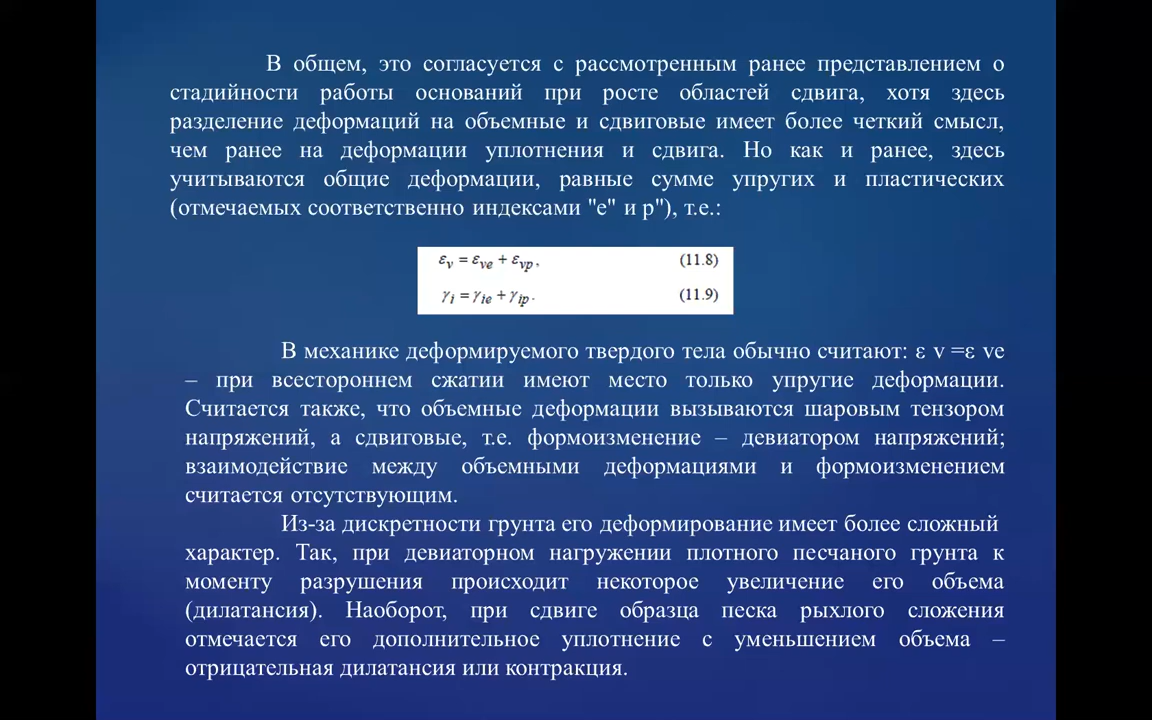 В общем, это согласуется с рассмотренным ранее представлением о
стадийности работы оснований при росте областей сдвига, хотя здесь
разделение деформаций на объемные и сдвиговые имеет более четкий смысл,
чем ранее на деформации уплотнения и сдвига. Но как и ранее, здесь
учитываются общие деформации, равные сумме упругих и пластических
(отмечаемых соответственно индексами "e" и p"), т.е.:
εv = εve + εvp, (11.8)
γi = γie + γip. (11.9)
В механике деформируемого твердого тела обычно считают: ε v =ε ve
– при всестороннем сжатии имеют место только упругие деформации.
Считается также, что объемные деформации вызываются шаровым тензором
напряжений, а сдвиговые, т.е. формоизменение – девиатором напряжений;
взаимодействие между объемными деформациями и формоизменением
считается отсутствующим.
Из-за дискретности грунта его деформирование имеет более сложный
характер. Так, при девиаторном нагружении плотного песчаного грунта к
моменту разрушения происходит некоторое увеличение его объема
(дилатансия). Наоборот, при сдвиге образца песка рыхлого сложения
отмечается его дополнительное уплотнение с уменьшением объема –
отрицательная дилатансия или контракция.